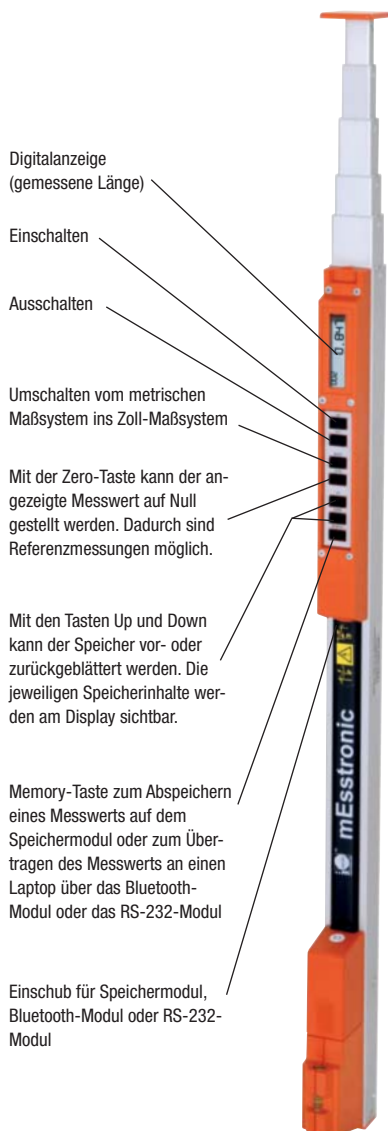 Digitalanzeige
(gemessene Länge)
Einschalten
Ausschalten
Umschalten vom metrischen
Maßsystem ins Zoll-Maßsystem
Mit der Zero-Taste kann der an-
gezeigte Messwert auf Null
gestellt werden. Dadurch sind
Referenzmessungen möglich.
Mit den Tasten Up und Down
kann der Speicher vor- oder
zurückgeblättert werden. Die
jeweiligen Speicherinhalte wer-
den am Display sichtbar.
Memory-Taste zum Abspeichern
eines Messwerts auf dem
Speichermodul oder zum Über-
tragen des Messwerts an einen
Laptop über das Bluetooth-
Modul oder das RS-232-Modul
Einschub für Speichermodul,
Bluetooth-Modul oder RS-232-
Modul
002
0.841
mEsstronic